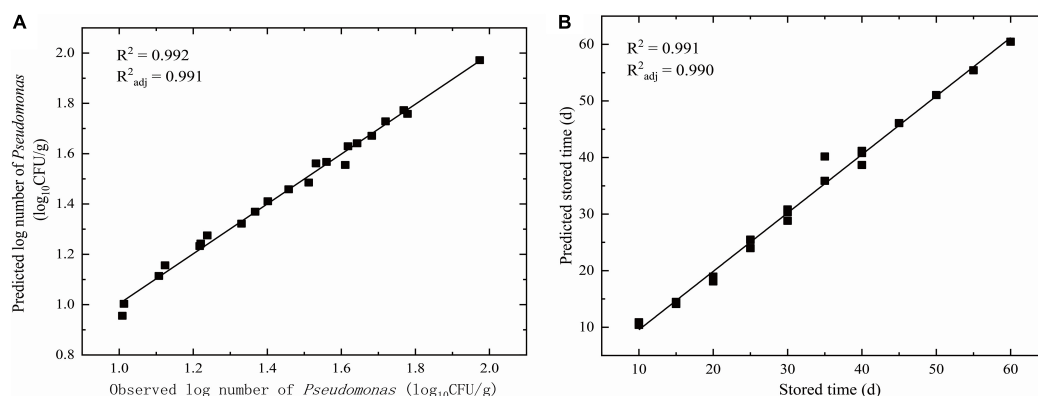 A
R² = 0.992
R²adj = 0.991
Predicted log number of Pseudomonas
(log₁₀CFU/g)
2.0
1.8
1.6
1.4
1.2
1.0
0.8
1.0 1.2 1.4 1.6 1.8 2.0
Observed log number of Pseudomonas (log₁₀CFU/g)
B
R² = 0.991
R²adj = 0.990
Predicted stored time (d)
60
50
40
30
20
10
10 20 30 40 50 60
Stored time (d)